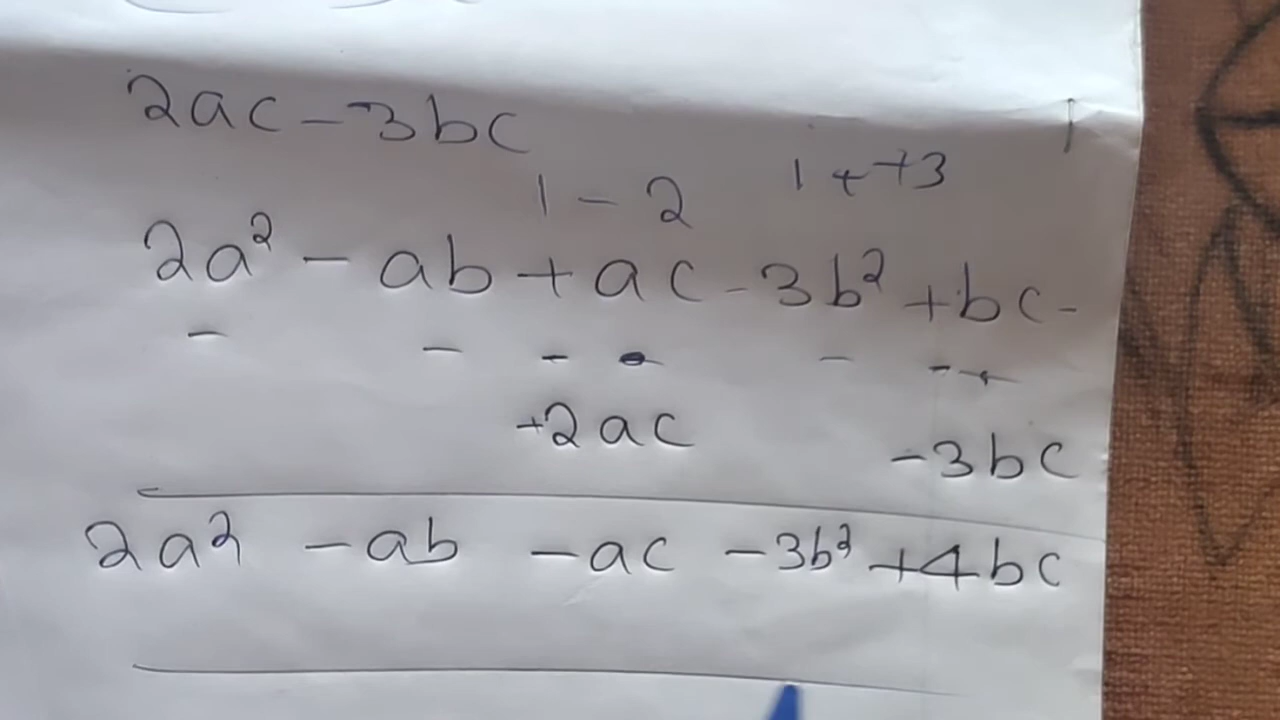 2ac - 3bc
1 - 2 1 + +3
2a² - ab + ac - 3b² + bc -
- - - - - - +
+2ac -3bc
2a² - ab - ac - 3b² + 4bc